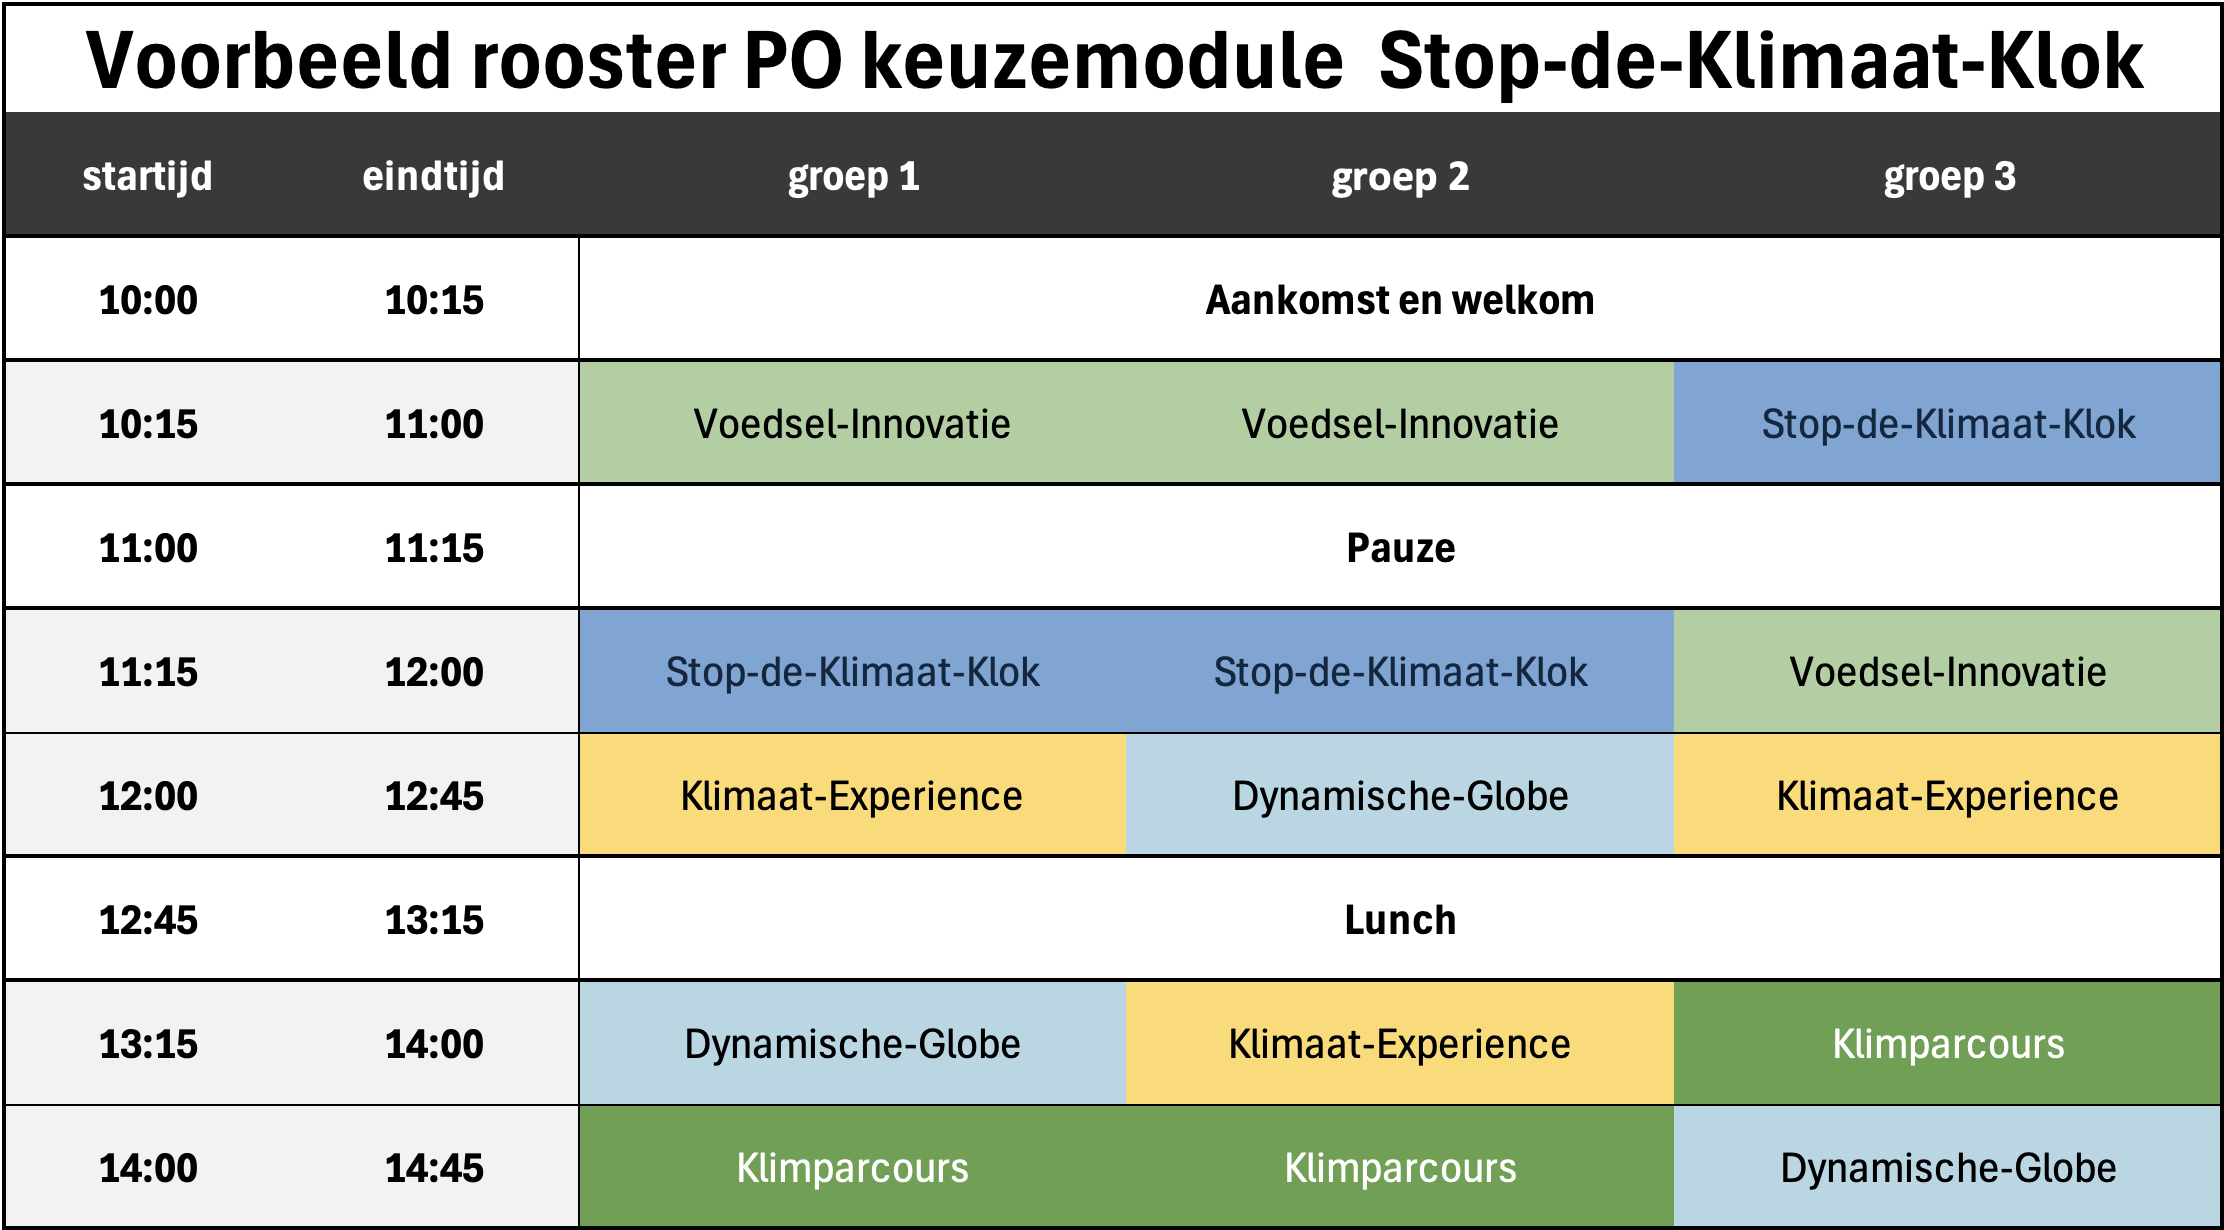 Voorbeeld rooster PO keuzemodule  Stop-de-Klimaat-Klok
startijd eindtijd groep 1 groep 2 groep 3
10:00 10:15 Aankomst en welkom
10:15 11:00 Voedsel-Innovatie Voedsel-Innovatie Stop-de-Klimaat-Klok
11:00 11:15 Pauze
11:15 12:00 Stop-de-Klimaat-Klok Stop-de-Klimaat-Klok Voedsel-Innovatie
12:00 12:45 Klimaat-Experience Dynamische-Globe Klimaat-Experience
12:45 13:15 Lunch
13:15 14:00 Dynamische-Globe Klimaat-Experience Klimparcours
14:00 14:45 Klimparcours Klimparcours Dynamische-Globe